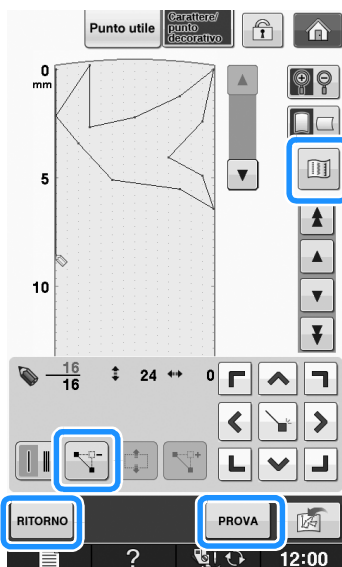 Punto utile
Carattere/
punto
decorativo
0
mm
5
10
16
16
24
0
RITORNO
PROVA
?
12:00